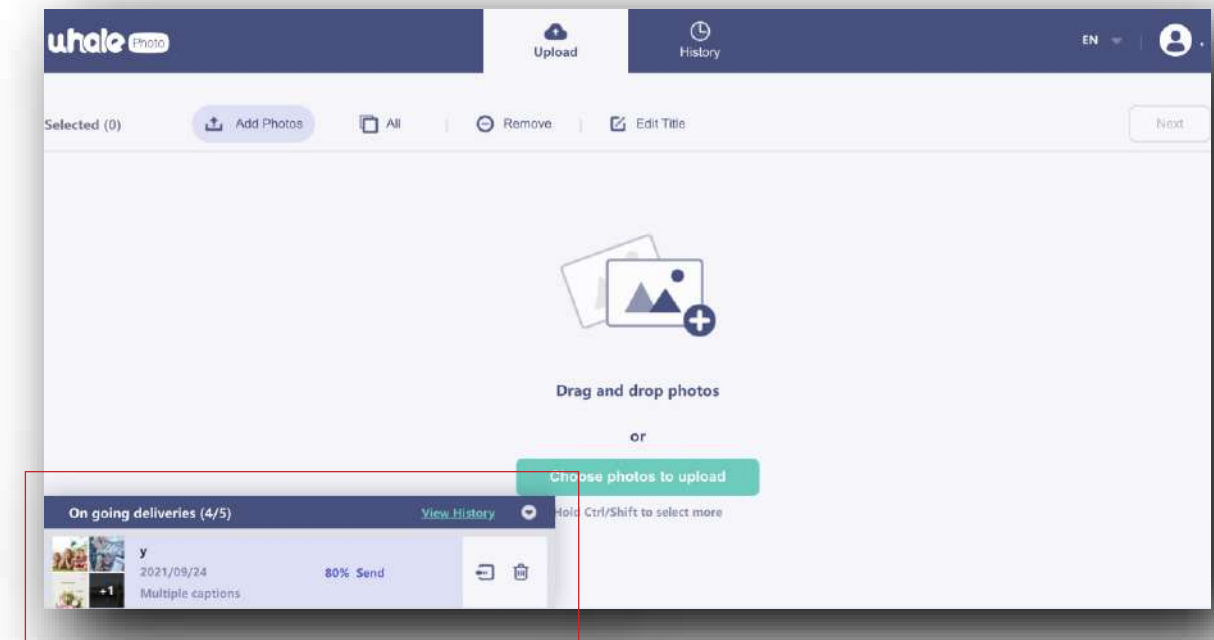 whale Photo
Upload
History
EN
Selected (0)
Add Photos
All
Remove
Edit Title
Next
Drag and drop photos
or
Choose photos to upload
Hold Ctrl/Shift to select more
On going deliveries (4/5)
View History
y
2021/09/24
80% Send
+1
Multiple captions